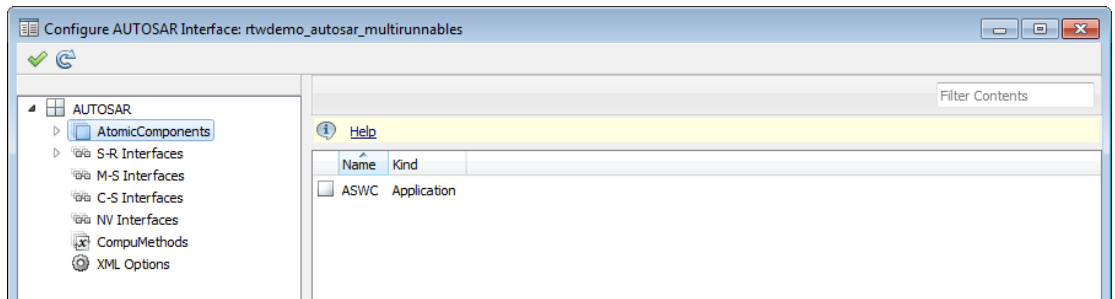 Configure AUTOSAR Interface: rtwdemo_autosar_multirunnables
Filter Contents
AUTOSAR
AtomicComponents
S-R Interfaces
M-S Interfaces
C-S Interfaces
NV Interfaces
CompuMethods
XML Options
Help
Name Kind
ASWC Application